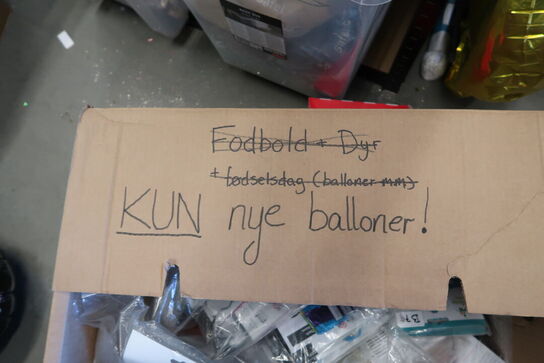 Fodbold + Dyr
+ fødselsdag (balloner mm)
KUN nye balloner!